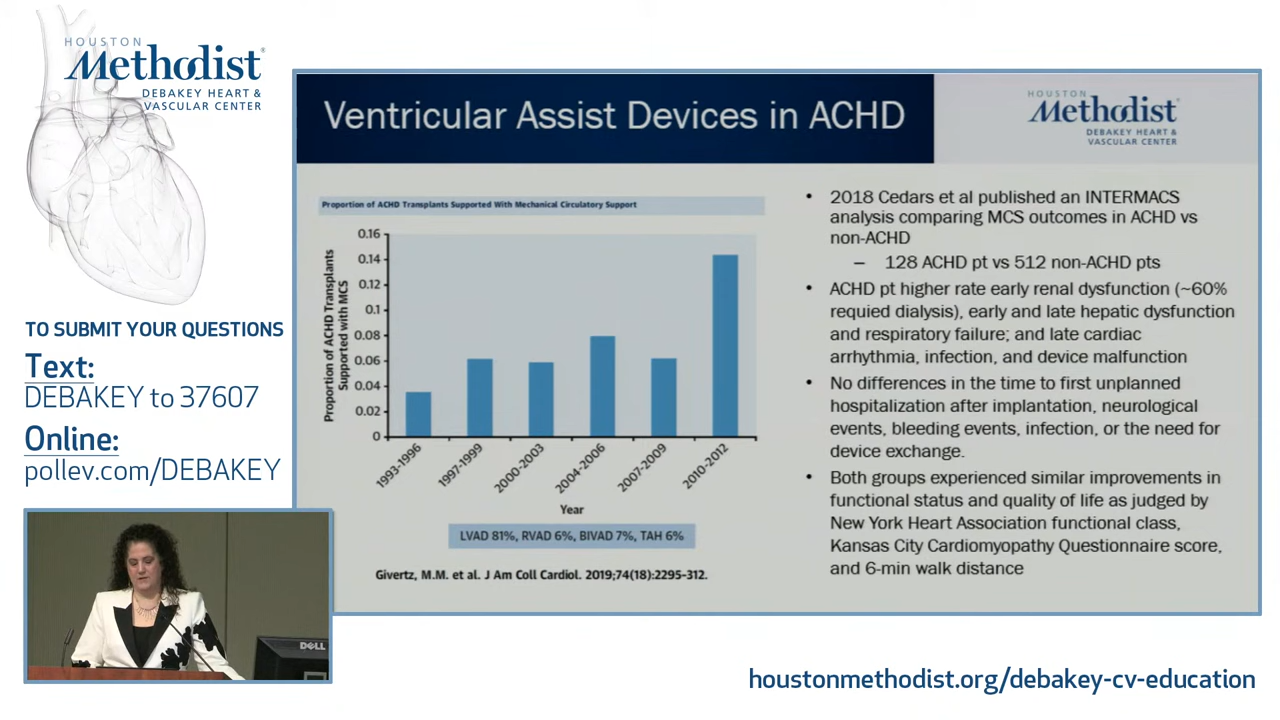 HOUSTON
Methodist
DEBAKEY HEART &
VASCULAR CENTER
TO SUBMIT YOUR QUESTIONS
Text:
DEBAKEY to 37607
Online:
pollev.com/DEBAKEY
DELL
Ventricular Assist Devices in ACHD
HOUSTON
Methodist
DEBAKEY HEART &
VASCULAR CENTER
Proportion of ACHD Transplants Supported With Mechanical Circulatory Support
Proportion of ACHD Transplants
Supported with MCS
0.16
0.14
0.12
0.1
0.08
0.06
0.04
0.02
0
1993-1996
1997-1999
2000-2003
2004-2006
2007-2009
2010-2012
Year
LVAD 81%, RVAD 6%, BIVAD 7%, TAH 6%
Givertz, M.M. et al. J Am Coll Cardiol. 2019;74(18):2295-312.
• 2018 Cedars et al published an INTERMACS
analysis comparing MCS outcomes in ACHD vs
non-ACHD
– 128 ACHD pt vs 512 non-ACHD pts
• ACHD pt higher rate early renal dysfunction (~60%
requied dialysis), early and late hepatic dysfunction
and respiratory failure; and late cardiac
arrhythmia, infection, and device malfunction
• No differences in the time to first unplanned
hospitalization after implantation, neurological
events, bleeding events, infection, or the need for
device exchange.
• Both groups experienced similar improvements in
functional status and quality of life as judged by
New York Heart Association functional class,
Kansas City Cardiomyopathy Questionnaire score,
and 6-min walk distance
houstonmethodist.org/debakey-cv-education